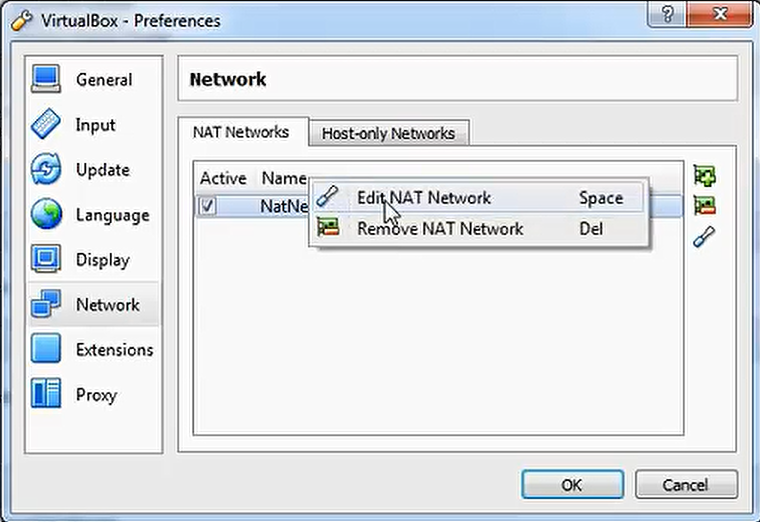 VirtualBox - Preferences
General
Input
Update
Language
Display
Network
Extensions
Proxy
Network
NAT Networks Host-only Networks
Active Name
NatNe
Edit NAT Network Space
Remove NAT Network Del
OK Cancel